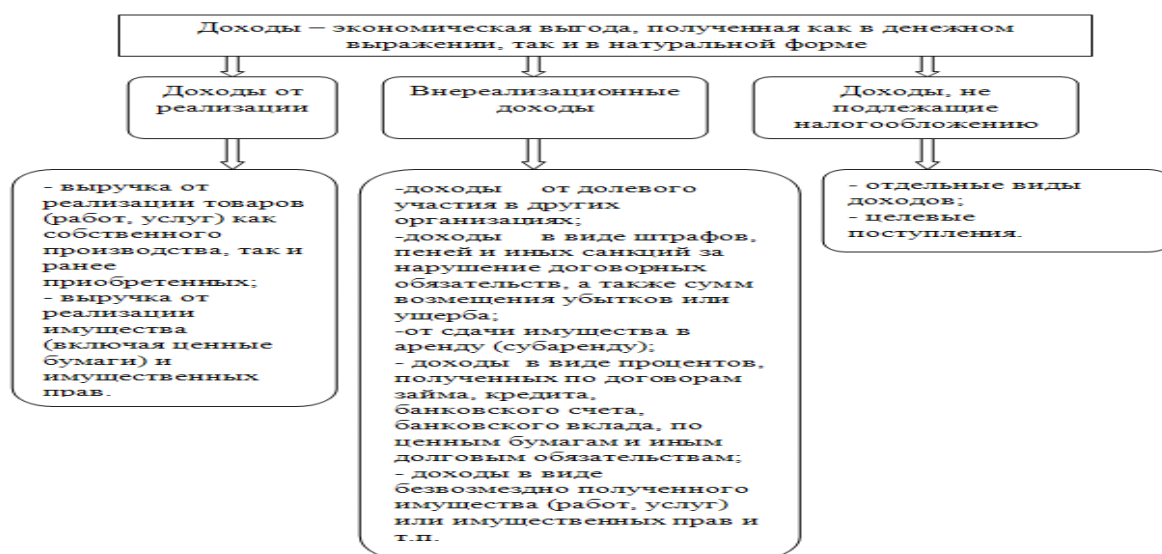 Доходы – экономическая выгода, полученная как в денежном
выражении, так и в натуральной форме
Доходы от
реализации
Внереализационные
доходы
Доходы, не
подлежащие
налогообложению
- выручка от
реализации товаров
(работ, услуг) как
собственного
производства, так и
ранее
приобретенных;
- выручка от
реализации
имущества
(включая ценные
бумаги) и
имущественных
прав.
-доходы от долевого
участия в других
организациях;
-доходы в виде штрафов,
пеней и иных санкций за
нарушение договорных
обязательств, а также сумм
возмещения убытков или
ущерба;
-от сдачи имущества в
аренду (субаренду);
- доходы в виде процентов,
полученных по договорам
займа, кредита,
банковского счета,
банковского вклада, по
ценным бумагам и иным
долговым обязательствам;
- доходы в виде
безвозмездно полученного
имущества (работ, услуг)
или имущественных прав и
т.п.
- отдельные виды
доходов;
- целевые
поступления.